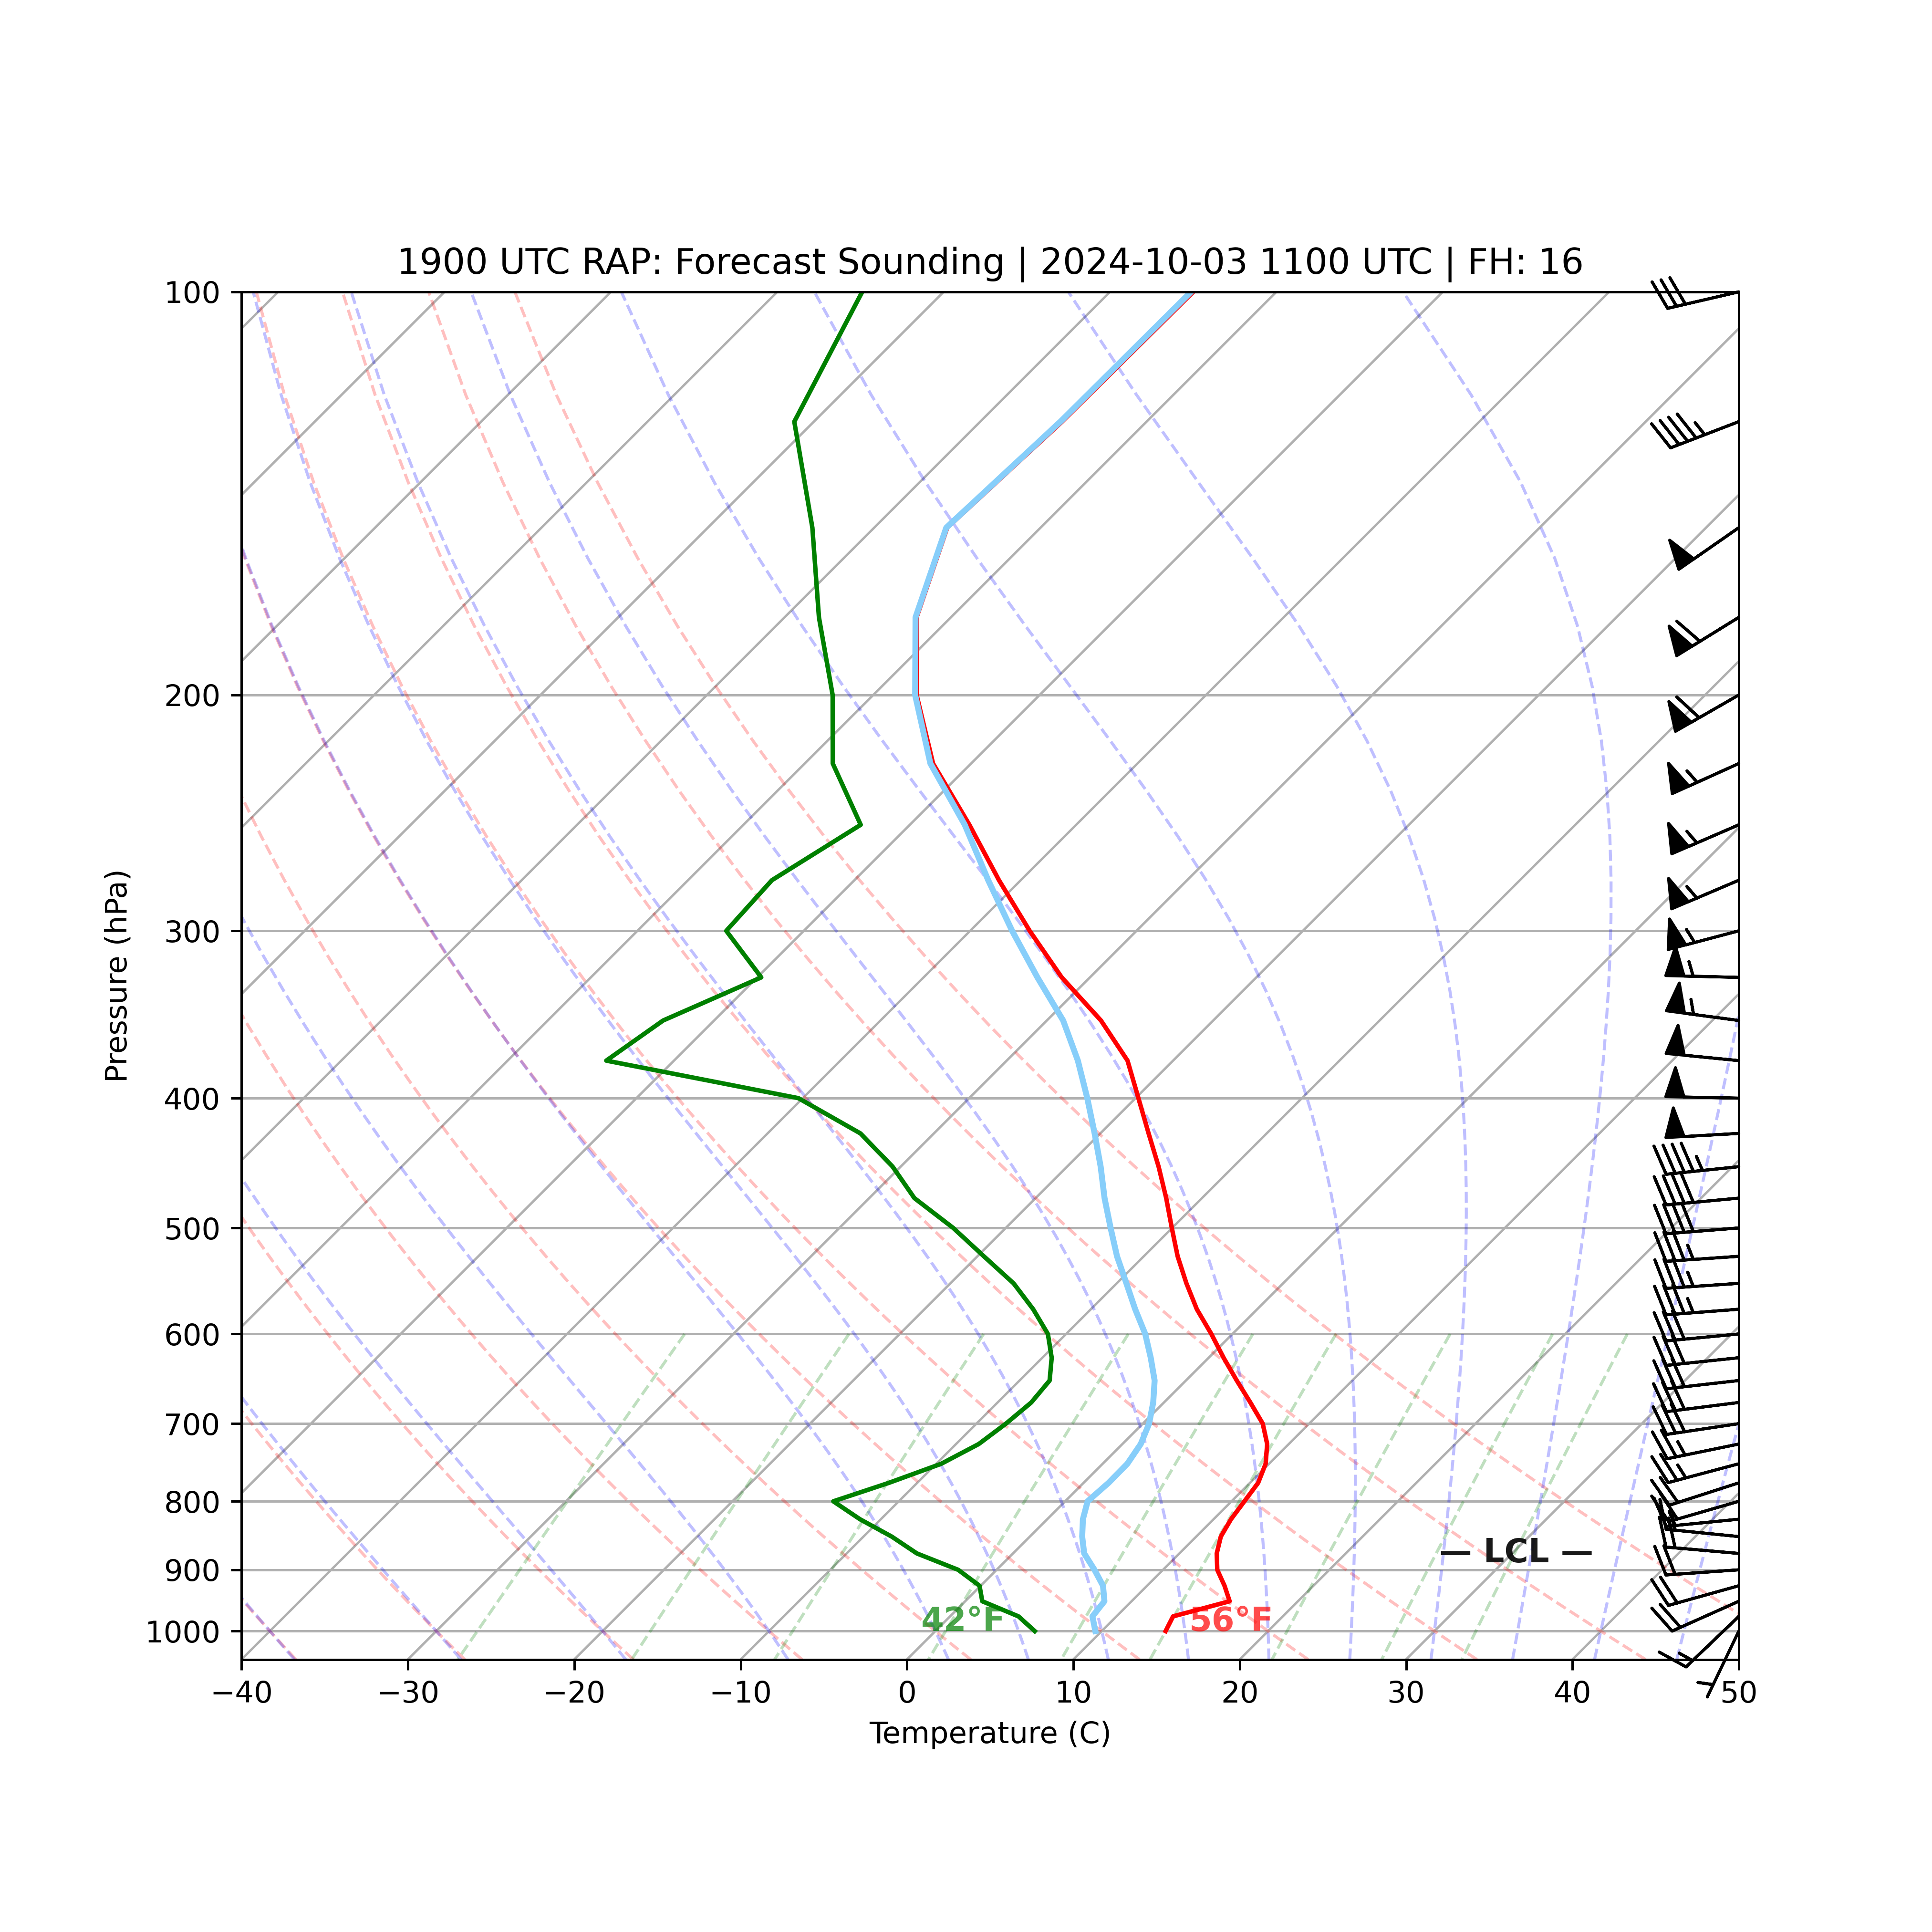 1900 UTC RAP: Forecast Sounding | 2024-10-03 1100 UTC | FH: 16
100
200
300
400
500
600
700
800
900
1000
Pressure (hPa)
— LCL —
42°F
56°F
−40 −30 −20 −10 0 10 20 30 40 50
Temperature (C)